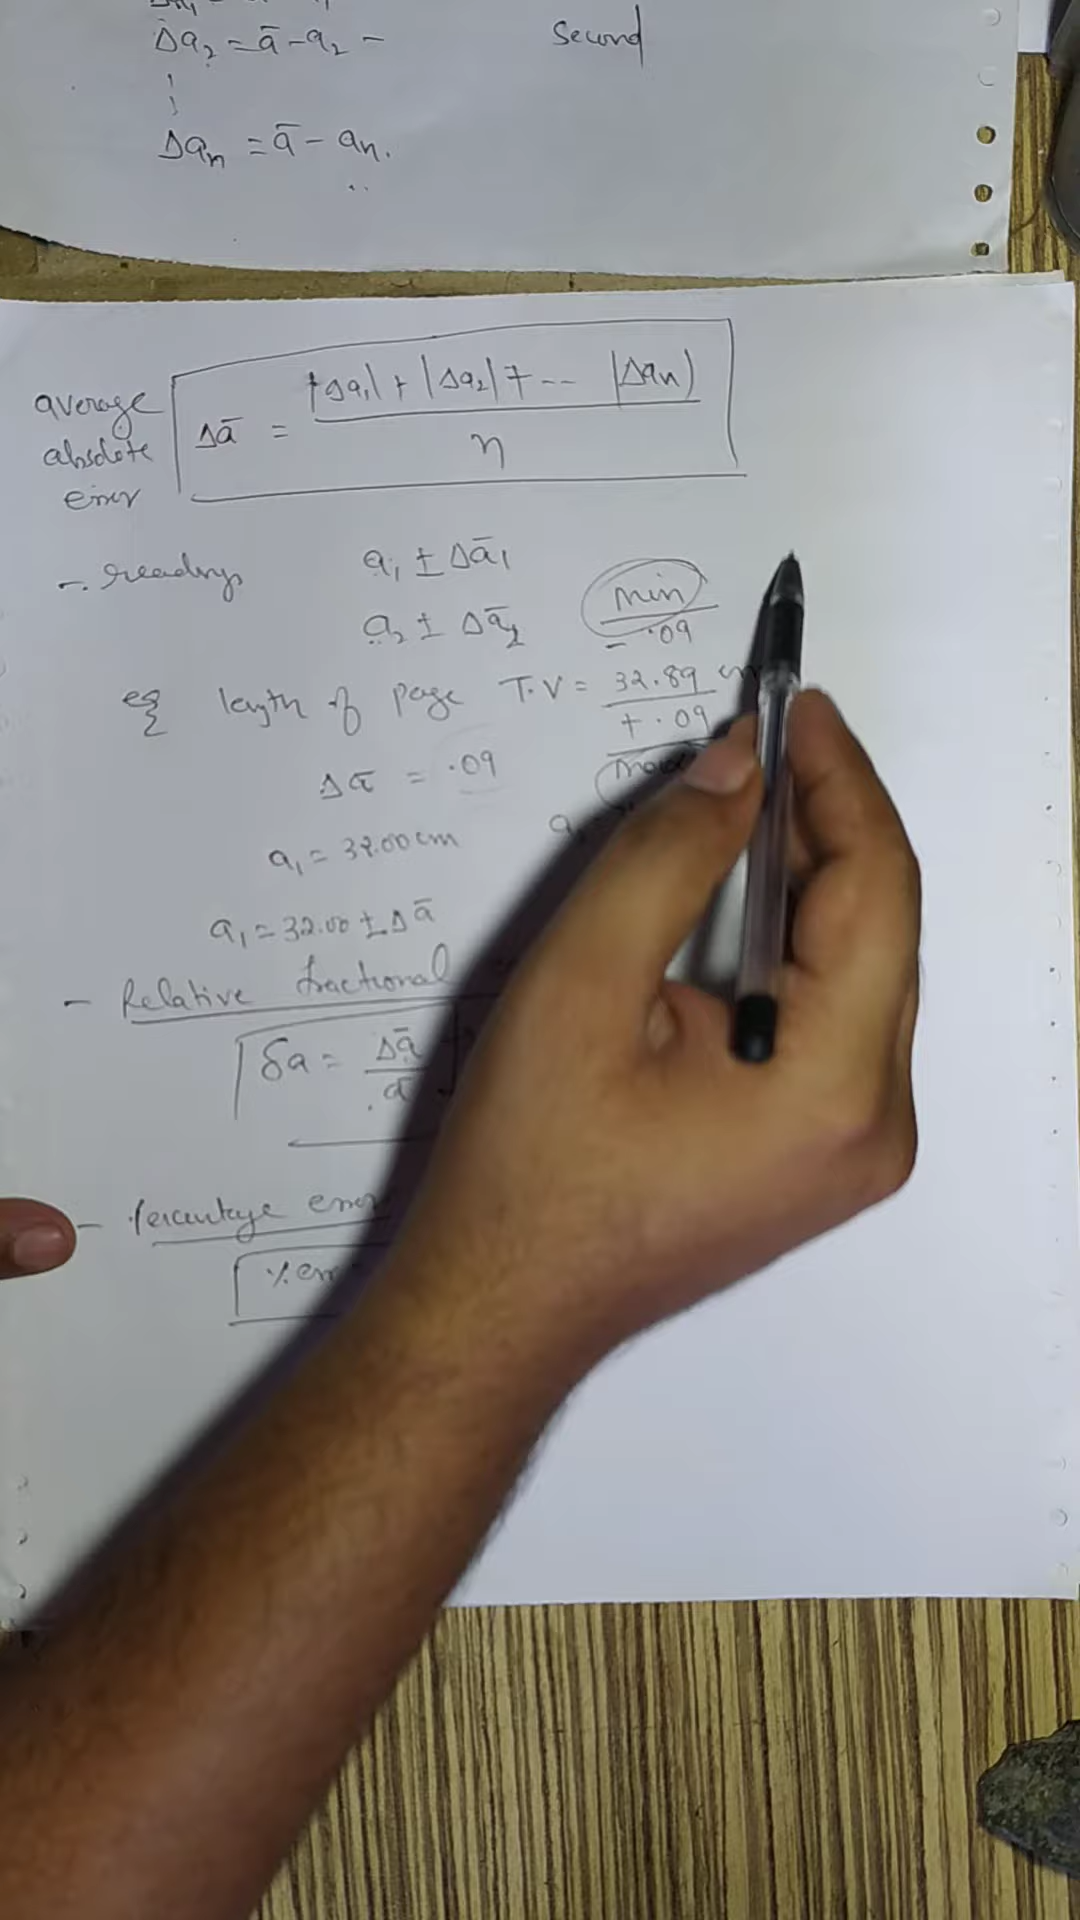 Δa₂ = ā - a₂ -
Second
Δaₙ = ā - aₙ.
average absolute error
Δā = |Δa₁| + |Δa₂| + -- |Δaₙ| / n
- readings
a₁ ± Δā₁
a₂ ± Δā₂
min
- .09
eg length of page T.V = 32.89
+ .09
Δā = .09
a₁ = 32.00 cm
a₁ = 32.00 ± Δā
- Relative fractional
δa = Δā / a
- Percentage error